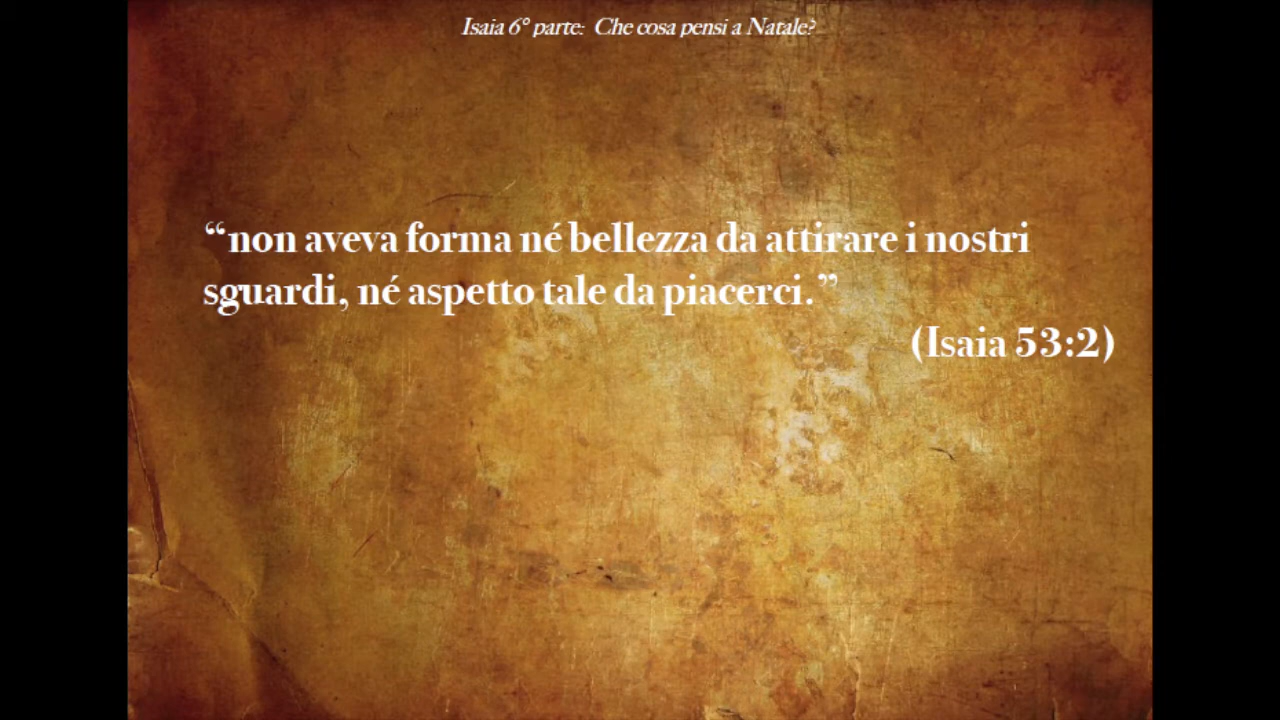 Isaia 6° parte: Che cosa pensi a Natale?
“non aveva forma né bellezza da attirare i nostri
sguardi, né aspetto tale da piacerci.”
(Isaia 53:2)